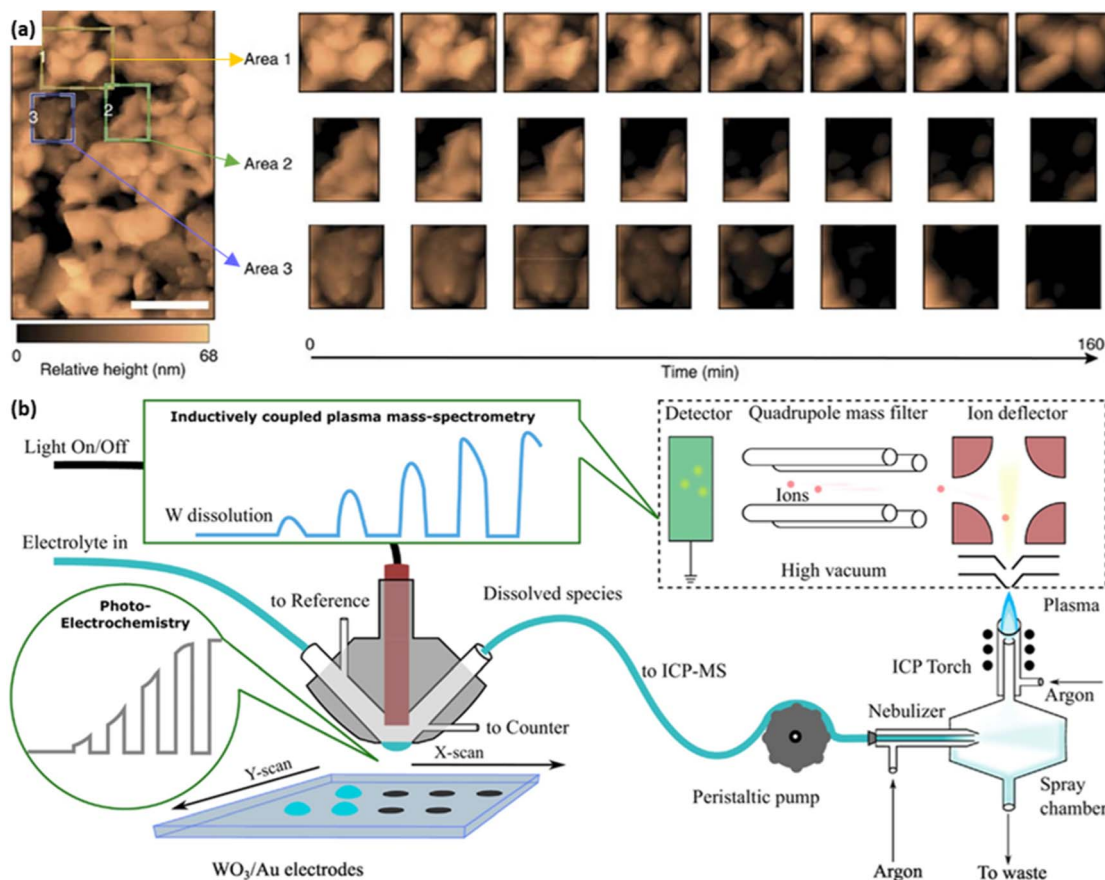 (a)
1
2
3
Area 1
Area 2
Area 3
0
68
Relative height (nm)
0
160
Time (min)
(b)
Inductively coupled plasma mass-spectrometry
W dissolution
Light On/Off
Electrolyte in
Photo-
Electrochemistry
to Reference
Dissolved species
to Counter
X-scan
Y-scan
WO₃/Au electrodes
to ICP-MS
Peristaltic pump
Detector
Quadrupole mass filter
Ion deflector
Ions
High vacuum
Plasma
ICP Torch
Argon
Nebulizer
Spray
chamber
Argon
To waste